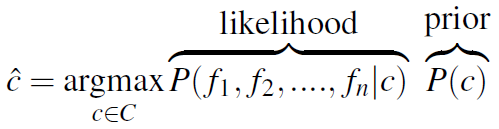 likelihood prior
ĉ = argmax P(f₁, f₂, ...., fₙ|c) P(c)
c∈C